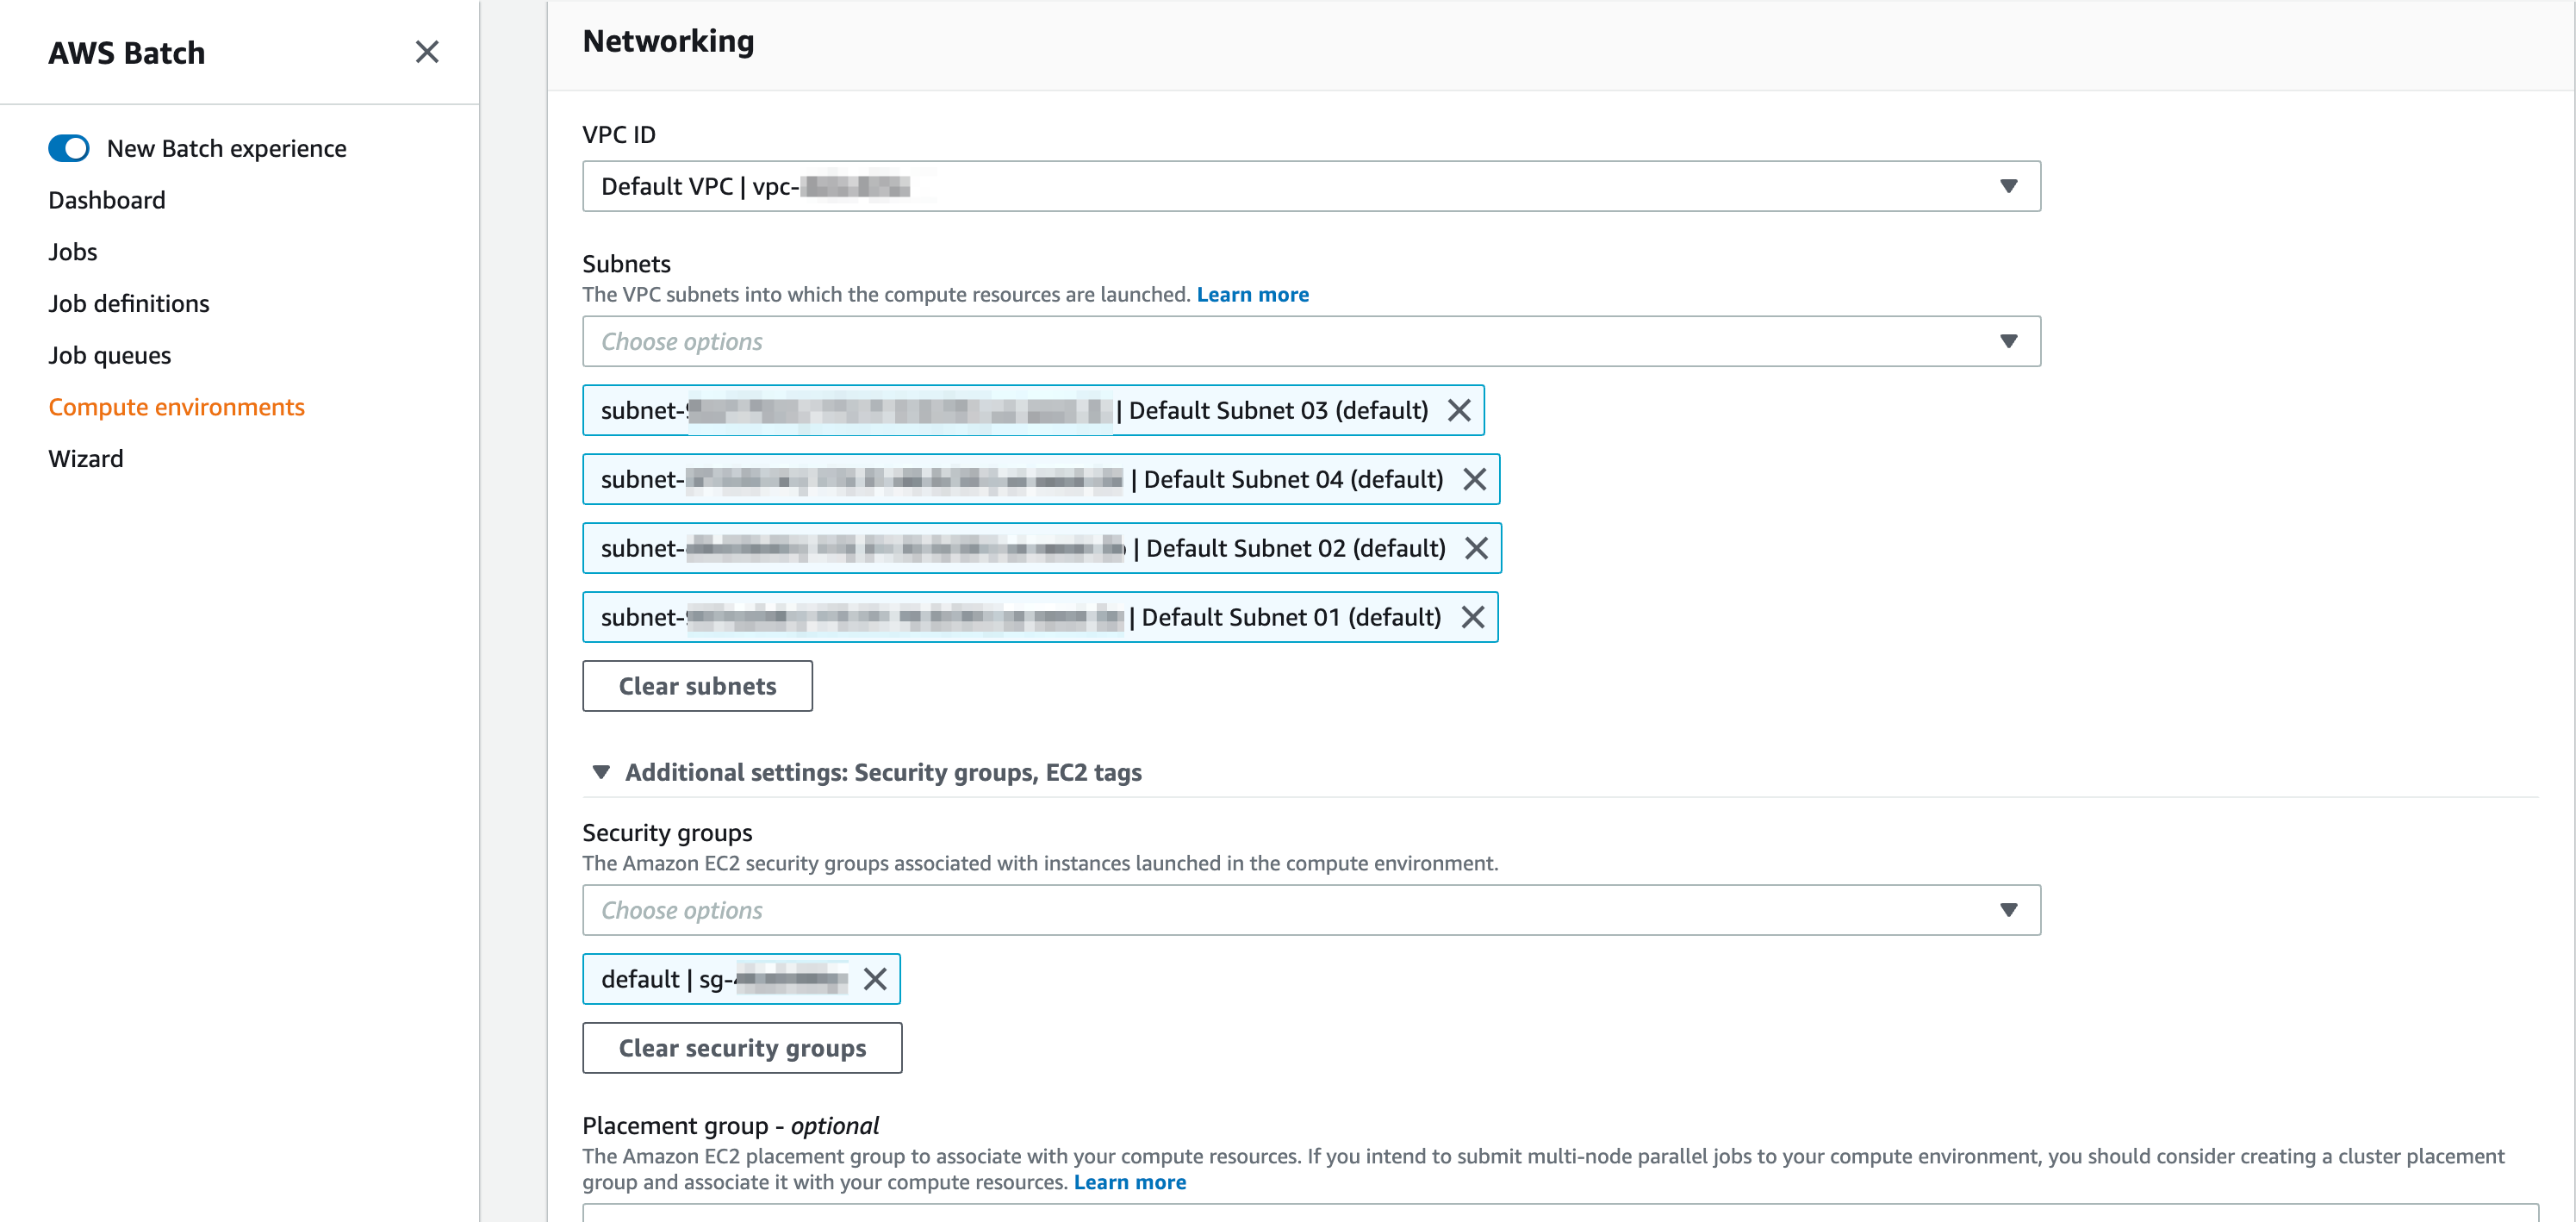 AWS Batch
New Batch experience
Dashboard
Jobs
Job definitions
Job queues
Compute environments
Wizard
Networking
VPC ID
Default VPC | vpc-
Subnets
The VPC subnets into which the compute resources are launched. Learn more
Choose options
subnet- | Default Subnet 03 (default)
subnet- | Default Subnet 04 (default)
subnet- | Default Subnet 02 (default)
subnet- | Default Subnet 01 (default)
Clear subnets
Additional settings: Security groups, EC2 tags
Security groups
The Amazon EC2 security groups associated with instances launched in the compute environment.
Choose options
default | sg-
Clear security groups
Placement group - optional
The Amazon EC2 placement group to associate with your compute resources. If you intend to submit multi-node parallel jobs to your compute environment, you should consider creating a cluster placement
group and associate it with your compute resources. Learn more